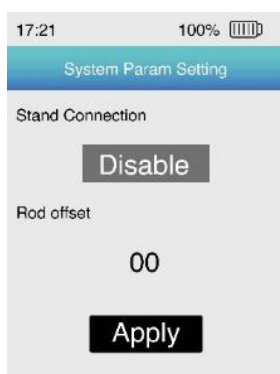 17:21 100%
System Param Setting
Stand Connection
Disable
Rod offset
00
Apply